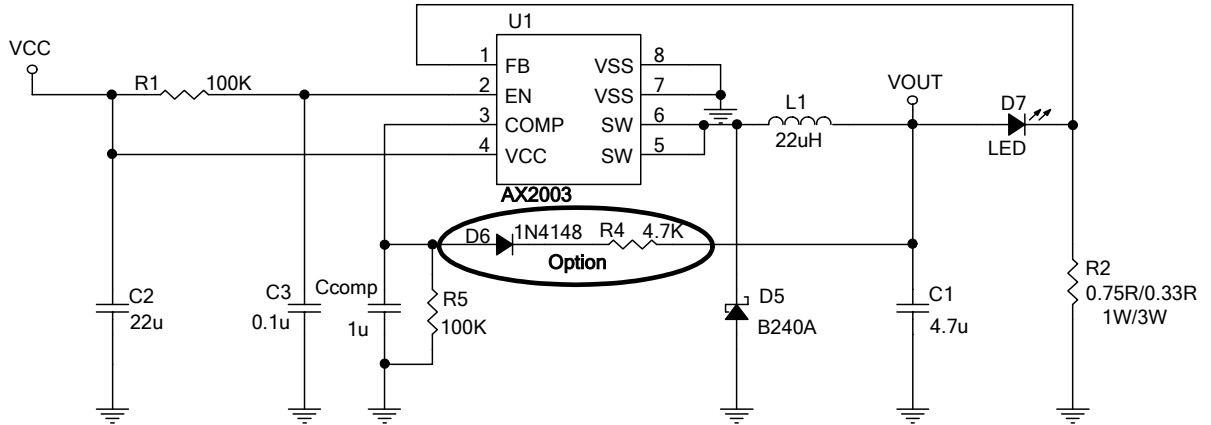 U1
VCC
R1 100K
1 FB
2 EN
3 COMP
4 VCC
VSS 8
VSS 7
SW 6
SW 5
AX2003
L1
22uH
VOUT
D7
LED
D6 1N4148 R4 4.7K
Option
C2
22u
C3
0.1u
Ccomp
1u
R5
100K
D5
B240A
C1
4.7u
R2
0.75R/0.33R
1W/3W